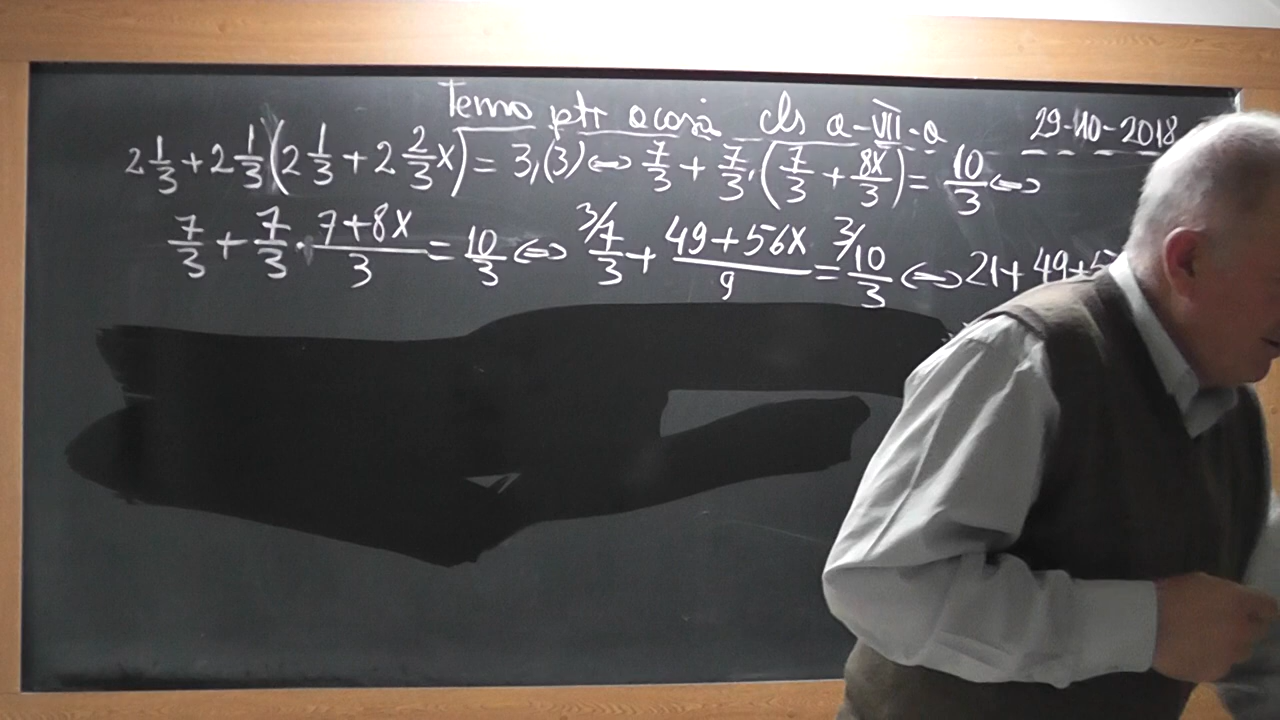 Tema ptr acasă cls a-VII-a 29-10-2018
2 1/3 + 2 1/3 (2 1/3 + 2 2/3 x) = 3,(3) ⇔ 7/3 + 7/3 · (7/3 + 8x/3) = 10/3 ⇔
7/3 + 7/3 · (7+8x)/3 = 10/3 ⇔ 3/ 7/3 + (49+56x)/9 = 3/ 10/3 ⇔ 21+49+5